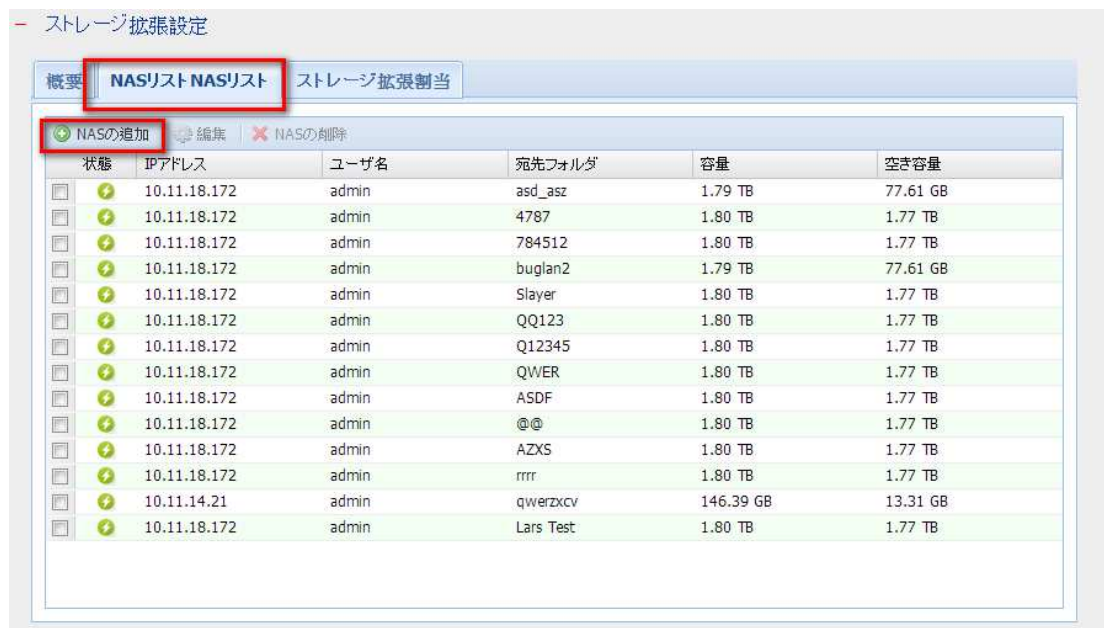 − ストレージ拡張設定
概要 NASリストNASリスト ストレージ拡張割当
NASの追加 編集 NASの削除
状態 IPアドレス ユーザ名 宛先フォルダ 容量 空き容量
10.11.18.172 admin asd_asz 1.79 TB 77.61 GB
10.11.18.172 admin 4787 1.80 TB 1.77 TB
10.11.18.172 admin 784512 1.80 TB 1.77 TB
10.11.18.172 admin buglan2 1.79 TB 77.61 GB
10.11.18.172 admin Slayer 1.80 TB 1.77 TB
10.11.18.172 admin QQ123 1.80 TB 1.77 TB
10.11.18.172 admin Q12345 1.80 TB 1.77 TB
10.11.18.172 admin QWER 1.80 TB 1.77 TB
10.11.18.172 admin ASDF 1.80 TB 1.77 TB
10.11.18.172 admin @@ 1.80 TB 1.77 TB
10.11.18.172 admin AZXS 1.80 TB 1.77 TB
10.11.18.172 admin rrrr 1.80 TB 1.77 TB
10.11.14.21 admin qwerzxcv 146.39 GB 13.31 GB
10.11.18.172 admin Lars Test 1.80 TB 1.77 TB